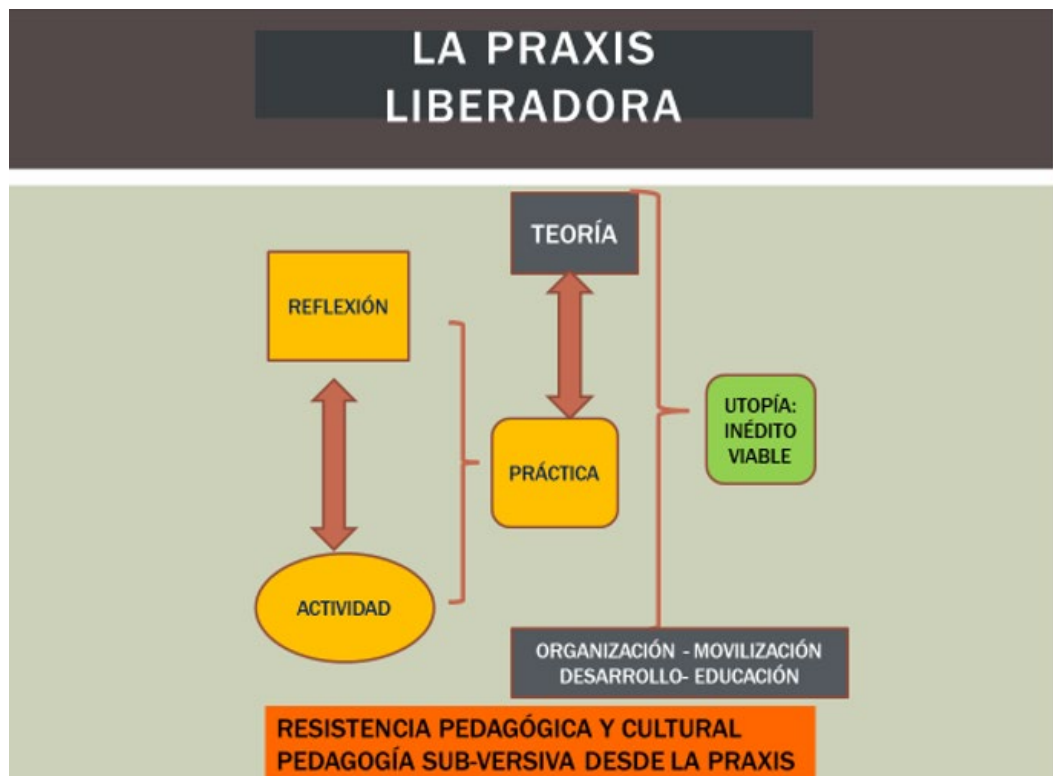 LA PRAXIS
LIBERADORA
TEORÍA
REFLEXIÓN
UTOPÍA:
INÉDITO
VIABLE
PRÁCTICA
ACTIVIDAD
ORGANIZACIÓN - MOVILIZACIÓN
DESARROLLO- EDUCACIÓN
RESISTENCIA PEDAGÓGICA Y CULTURAL
PEDAGOGÍA SUB-VERSIVA DESDE LA PRAXIS